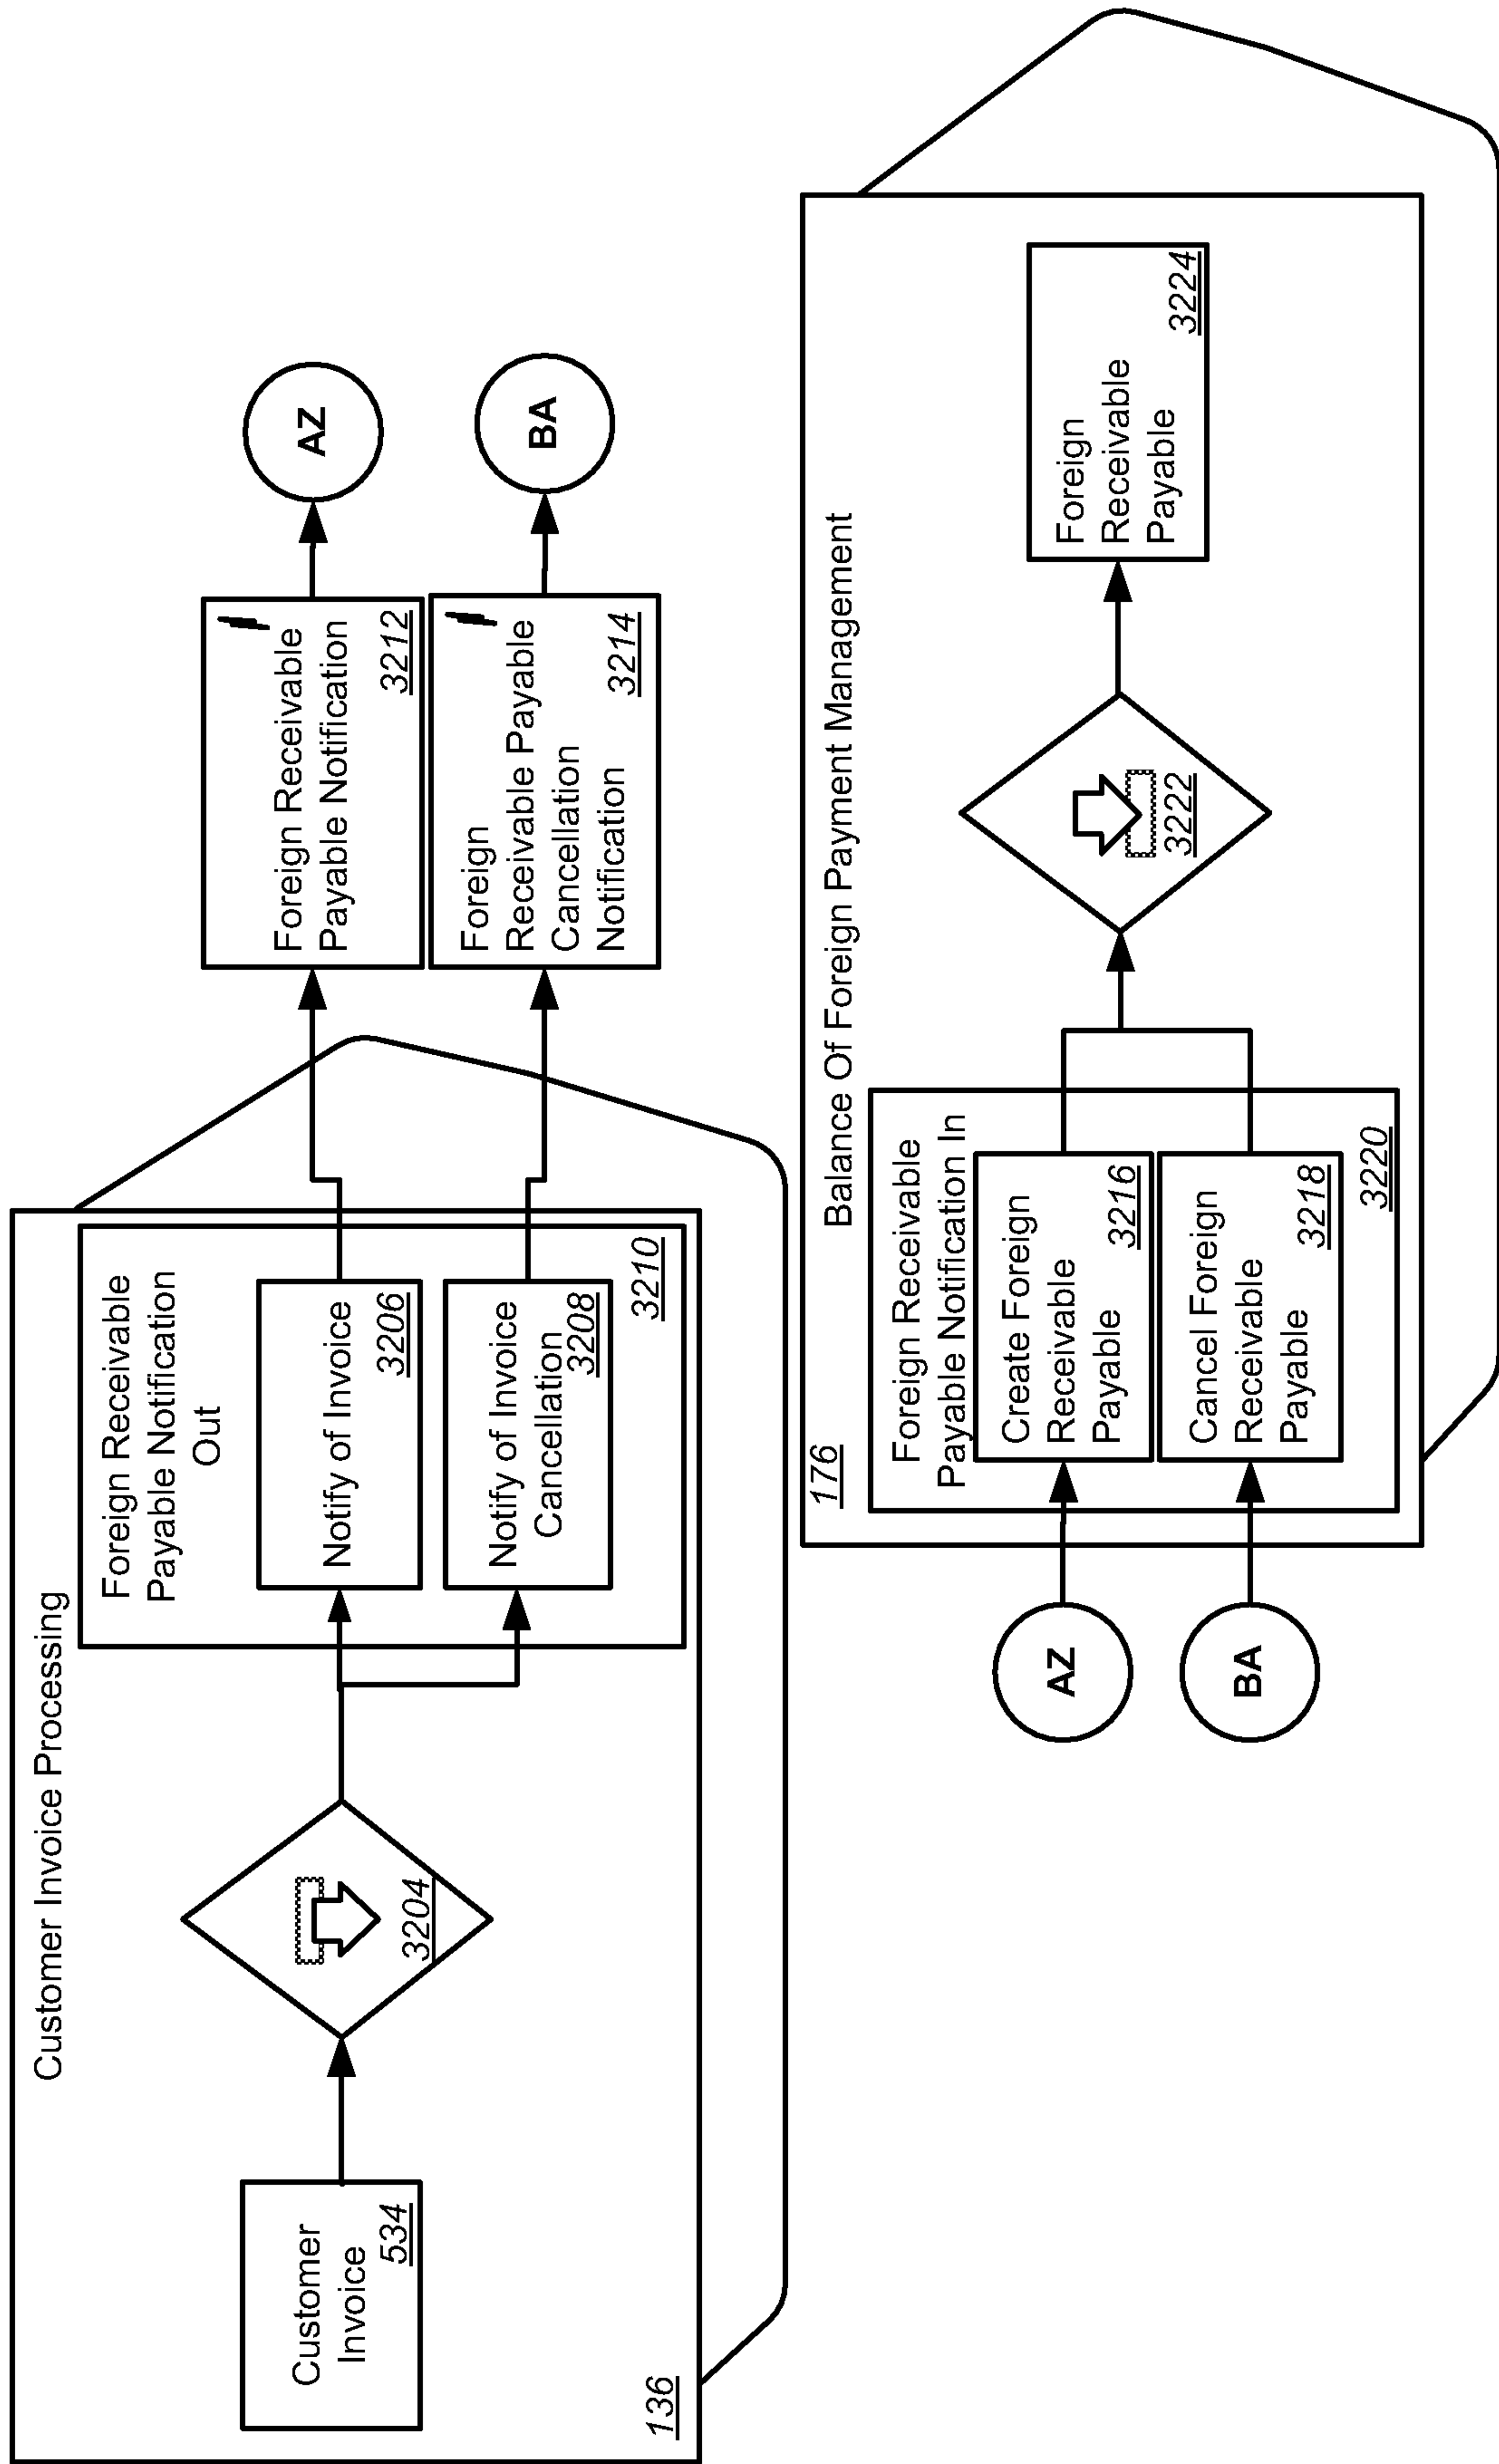 Customer Invoice Processing
Customer
Invoice
534
3204
Foreign Receivable
Payable Notification
Out
Notify of Invoice
3206
Notify of Invoice
Cancellation
3208
3210
136
Foreign Receivable
Payable Notification
3212
Foreign
Receivable Payable
Cancellation
Notification
3214
AZ
BA
Balance Of Foreign Payment Management
176
AZ
BA
Foreign Receivable
Payable Notification In
Create Foreign
Receivable
Payable
3216
Cancel Foreign
Receivable
Payable
3218
3220
3222
Foreign
Receivable
Payable
3224